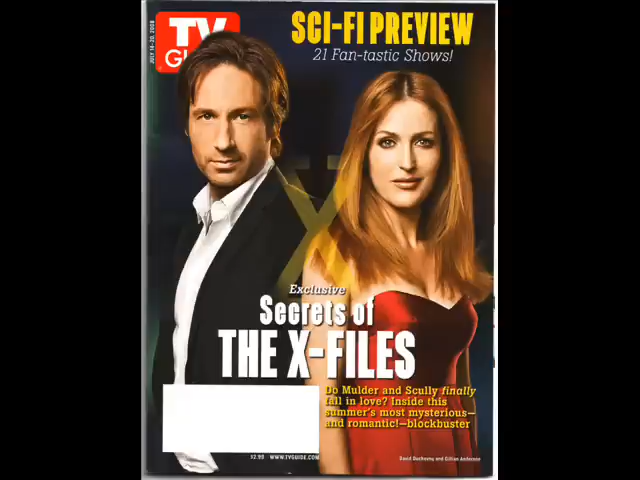 JULY 14-20, 2008
TV
GU
SCI-FI PREVIEW
21 Fan-tastic Shows!
X
Exclusive
Secrets of
THE X-FILES
Do Mulder and Scully finally
fall in love? Inside this
summer's most mysterious—
and romantic!—blockbuster
$2.99 WWW.TVGUIDE.COM
David Duchovny and Gillian Anderson